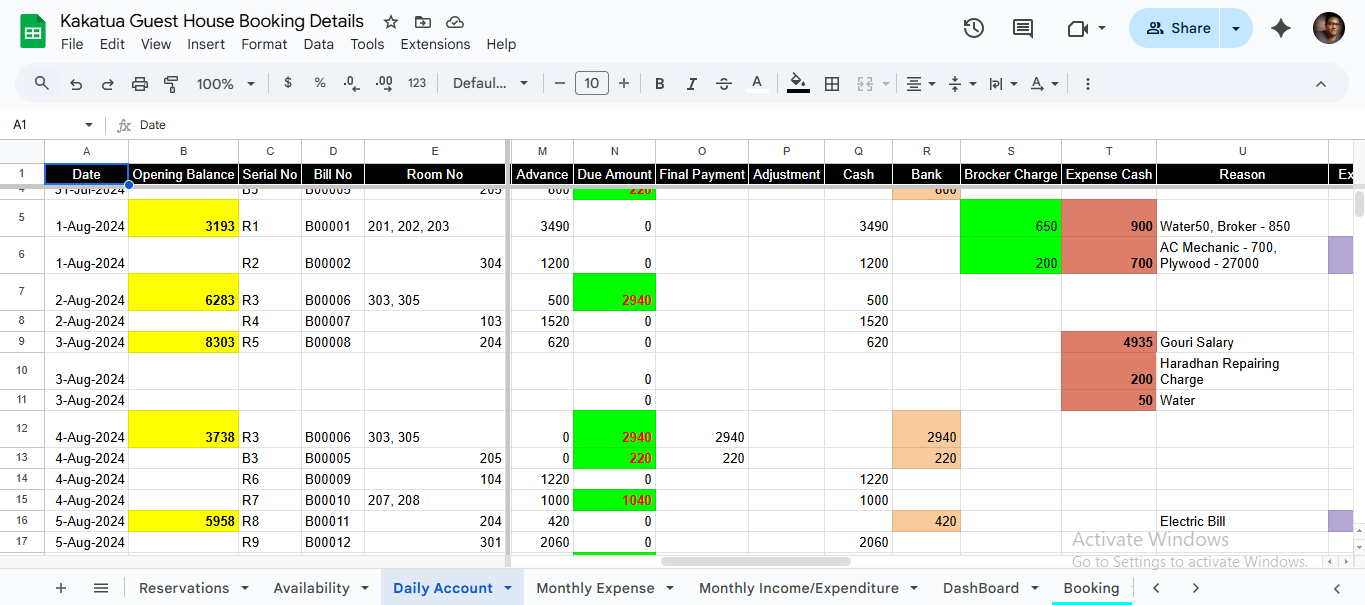 Kakatua Guest House Booking Details
File Edit View Insert Format Data Tools Extensions Help
Share
100% $ % .0 .00 123 Defaul... − 10 + B I S A A
A1 fx Date
A B C D E M N O P Q R S T U
1 Date Opening Balance Serial No Bill No Room No Advance Due Amount Final Payment Adjustment Cash Bank Brocker Charge Expense Cash Reason Ex
4 31-Jul-2024 B3 B00005 205 800 220 800
5 1-Aug-2024 3193 R1 B00001 201, 202, 203 3490 0 3490 650 900 Water50, Broker - 850
6 1-Aug-2024 R2 B00002 304 1200 0 1200 200 700 AC Mechanic - 700,
Plywood - 27000
7 2-Aug-2024 6283 R3 B00006 303, 305 500 2940 500
8 2-Aug-2024 R4 B00007 103 1520 0 1520
9 3-Aug-2024 8303 R5 B00008 204 620 0 620 4935 Gouri Salary
10 3-Aug-2024 0 200 Haradhan Repairing
Charge
11 3-Aug-2024 0 50 Water
12 4-Aug-2024 3738 R3 B00006 303, 305 0 2940 2940 2940
13 4-Aug-2024 B3 B00005 205 0 220 220 220
14 4-Aug-2024 R6 B00009 104 1220 0 1220
15 4-Aug-2024 R7 B00010 207, 208 1000 1040 1000
16 5-Aug-2024 5958 R8 B00011 204 420 0 420 Electric Bill
17 5-Aug-2024 R9 B00012 301 2060 0 2060
Activate Windows
Go to Settings to activate Windows.
+ Reservations Availability Daily Account Monthly Expense Monthly Income/Expenditure DashBoard Booking